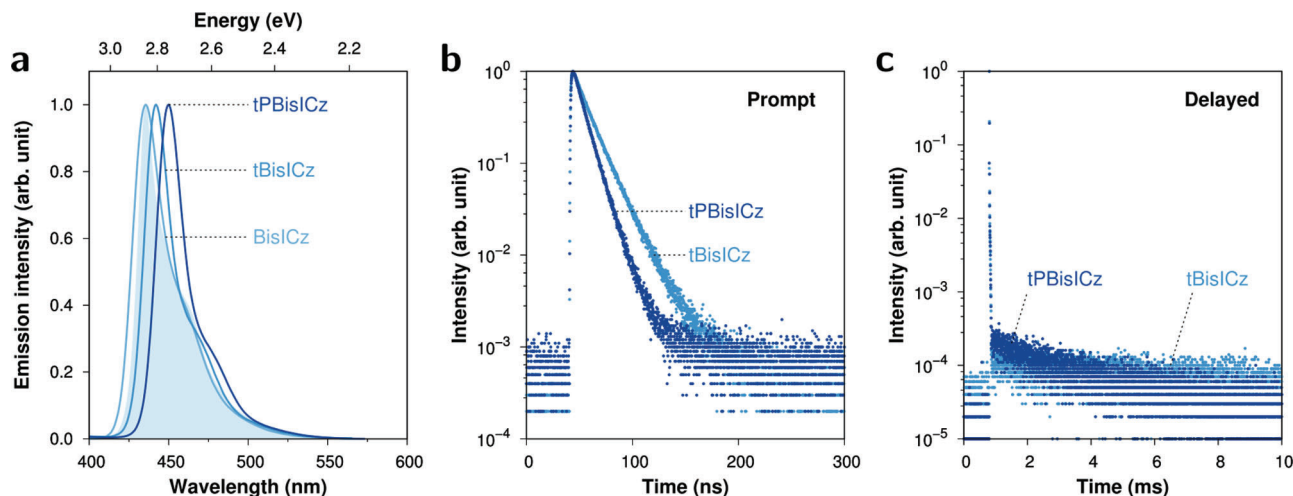 a
Energy (eV)
3.0 2.8 2.6 2.4 2.2
Emission intensity (arb. unit)
1.0
0.8
0.6
0.4
0.2
0.0
tPBisICz
tBisICz
BisICz
400 450 500 550 600
Wavelength (nm)
b
Intensity (arb. unit)
10^0
10^-1
10^-2
10^-3
10^-4
Prompt
tPBisICz
tBisICz
0 100 200 300
Time (ns)
c
Intensity (arb. unit)
10^0
10^-1
10^-2
10^-3
10^-4
10^-5
Delayed
tPBisICz
tBisICz
0 2 4 6 8 10
Time (ms)